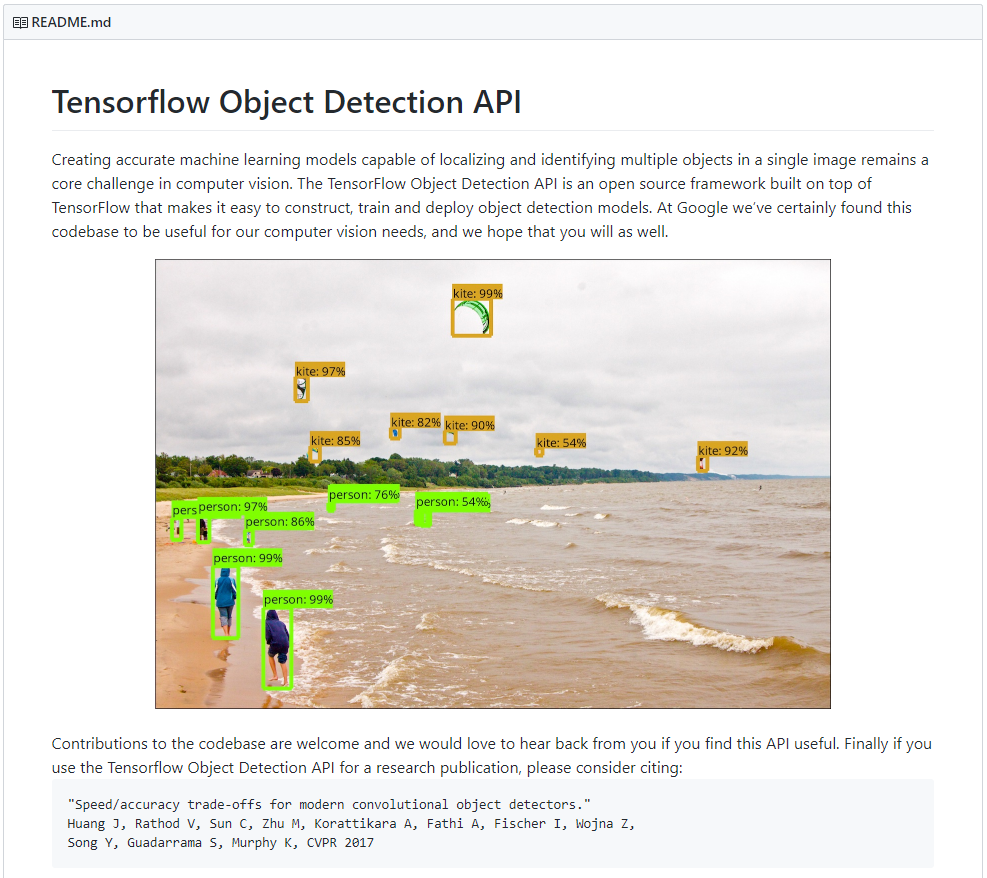 README.md
Tensorflow Object Detection API
Creating accurate machine learning models capable of localizing and identifying multiple objects in a single image remains a
core challenge in computer vision. The TensorFlow Object Detection API is an open source framework built on top of
TensorFlow that makes it easy to construct, train and deploy object detection models. At Google we've certainly found this
codebase to be useful for our computer vision needs, and we hope that you will as well.
kite: 99%
kite: 97%
kite: 82%
kite: 90%
kite: 85%
kite: 54%
kite: 92%
person: 76%
person: 54%
pers
person: 97%
person: 86%
person: 99%
person: 99%
Contributions to the codebase are welcome and we would love to hear back from you if you find this API useful. Finally if you
use the Tensorflow Object Detection API for a research publication, please consider citing:
"Speed/accuracy trade-offs for modern convolutional object detectors."
Huang J, Rathod V, Sun C, Zhu M, Korattikara A, Fathi A, Fischer I, Wojna Z,
Song Y, Guadarrama S, Murphy K, CVPR 2017